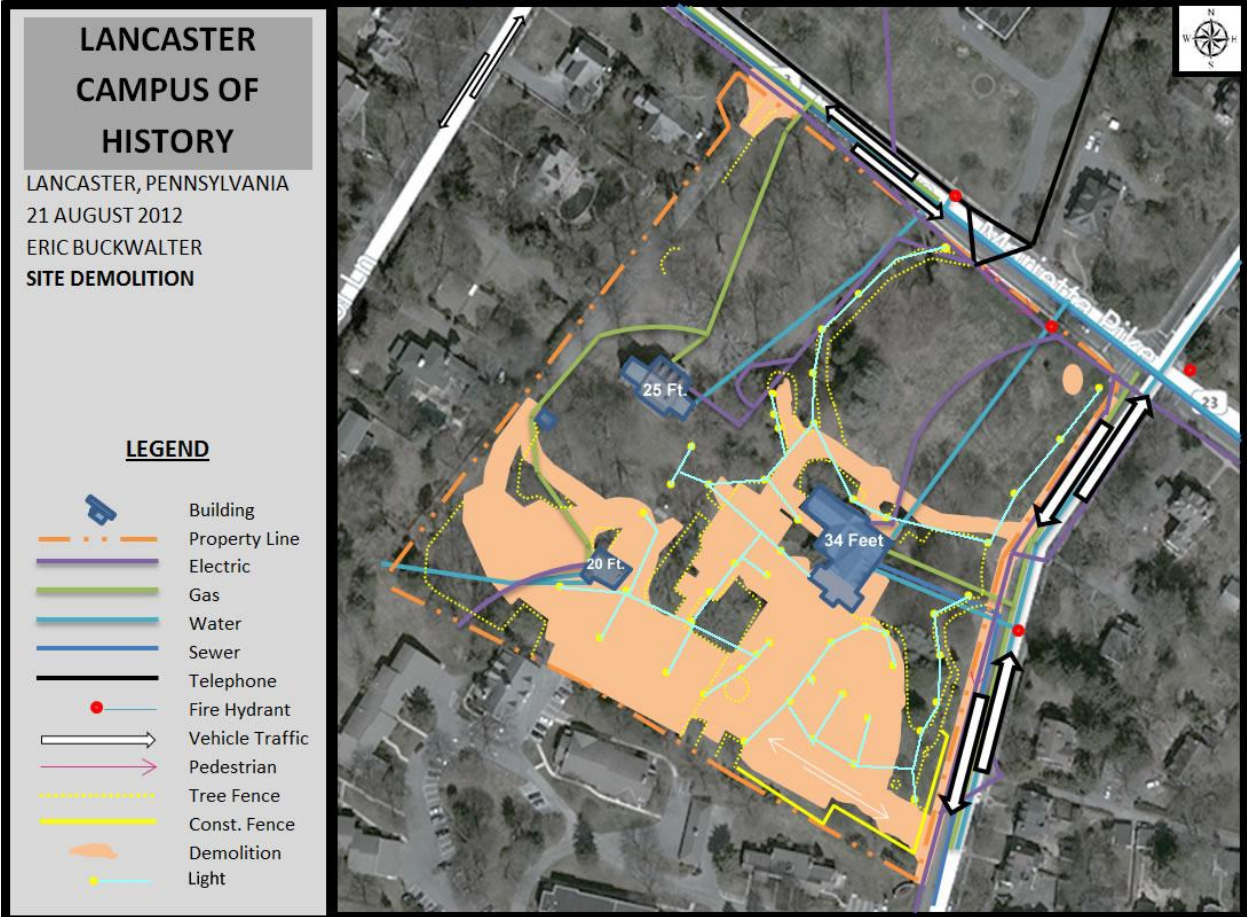 LANCASTER
CAMPUS OF
HISTORY
LANCASTER, PENNSYLVANIA
21 AUGUST 2012
ERIC BUCKWALTER
SITE DEMOLITION
LEGEND
Building
Property Line
Electric
Gas
Water
Sewer
Telephone
Fire Hydrant
Vehicle Traffic
Pedestrian
Tree Fence
Const. Fence
Demolition
Light
N
W
S
Pike
23
25 Ft.
34 Feet
20 Ft.
Ln